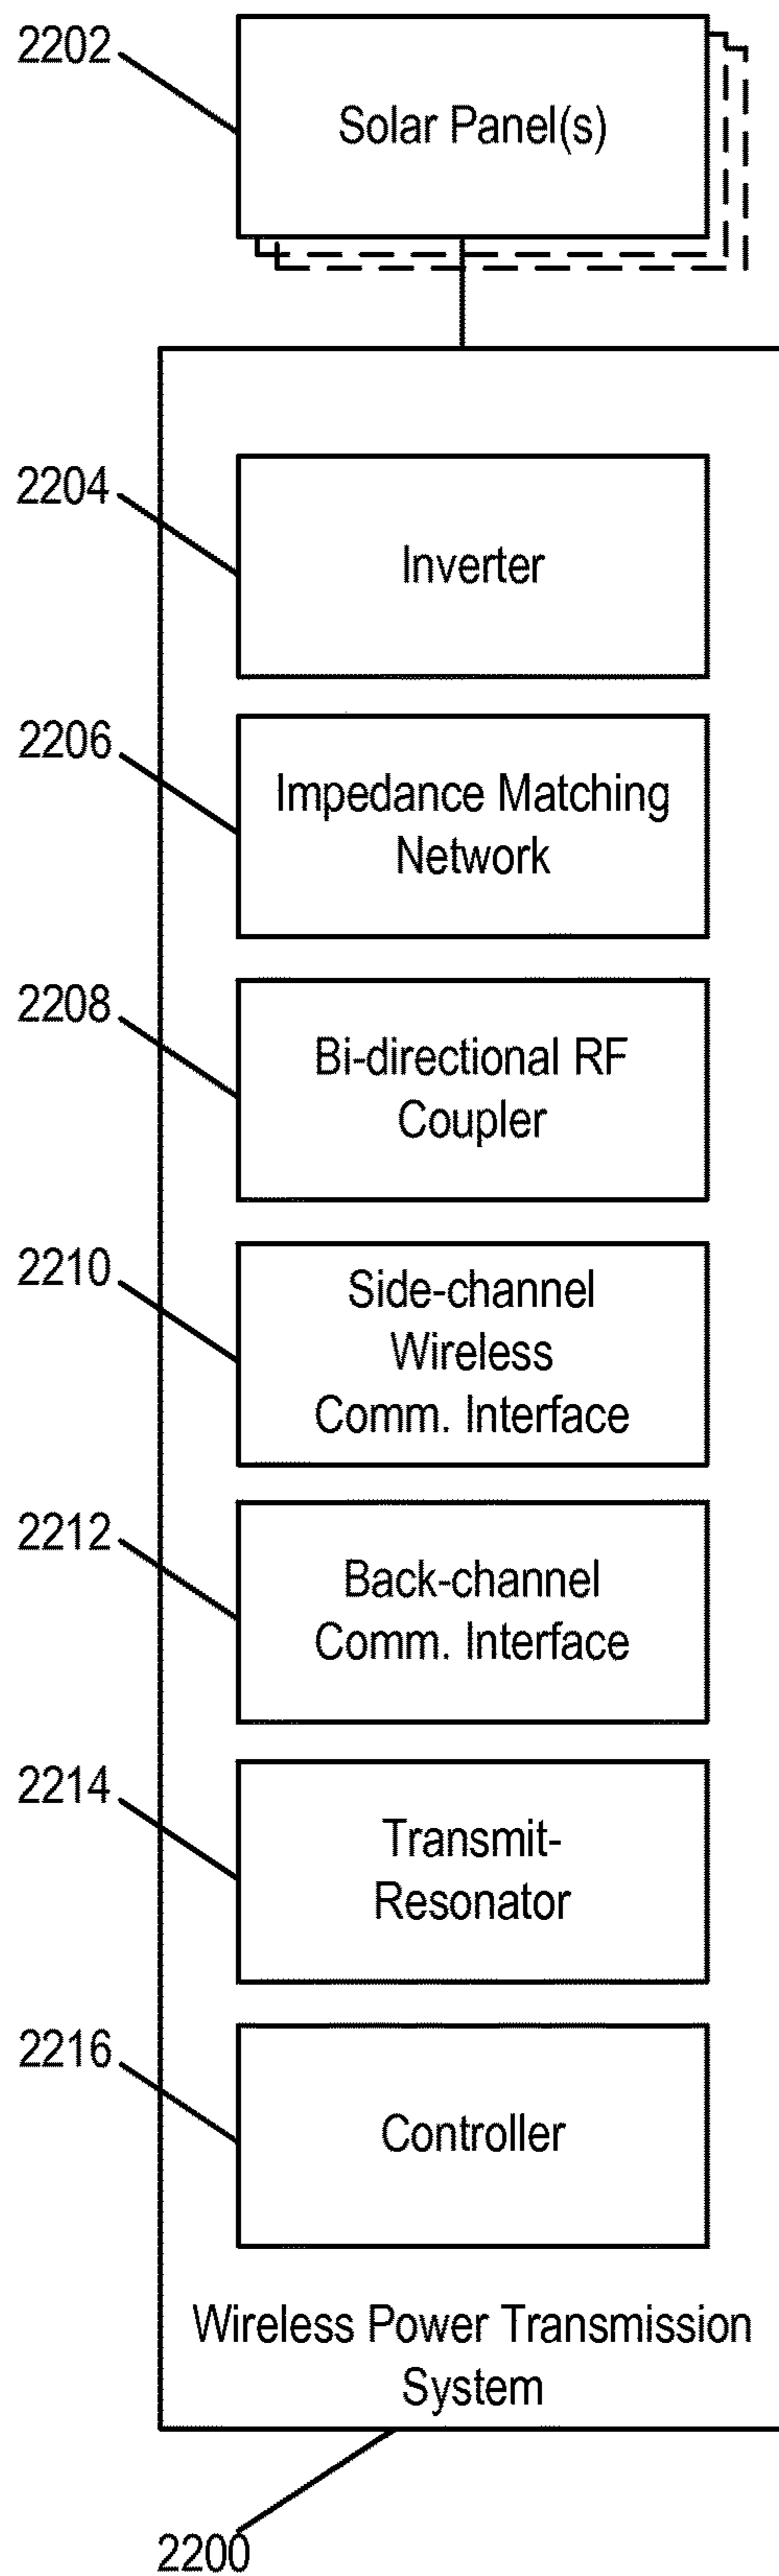 2202
Solar Panel(s)
2204
Inverter
2206
Impedance Matching
Network
2208
Bi-directional RF
Coupler
2210
Side-channel
Wireless
Comm. Interface
2212
Back-channel
Comm. Interface
2214
Transmit-
Resonator
2216
Controller
Wireless Power Transmission
System
2200